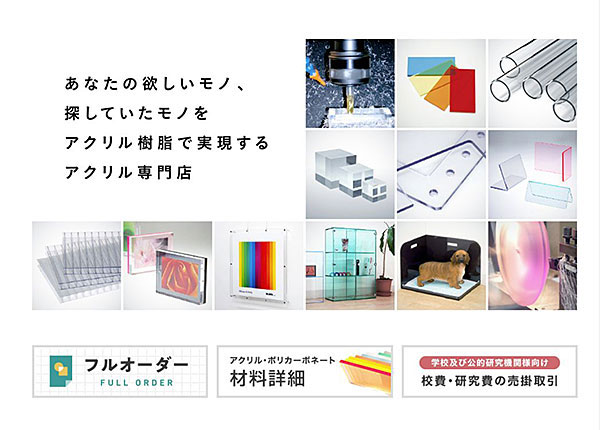 あなたの欲しいモノ、
探していたモノを
アクリル樹脂で実現する
アクリル専門店
フルオーダー
FULL ORDER
アクリル・ポリカーボネート
材料詳細
学校及び公的研究機関様向け
校費・研究費の売掛取引